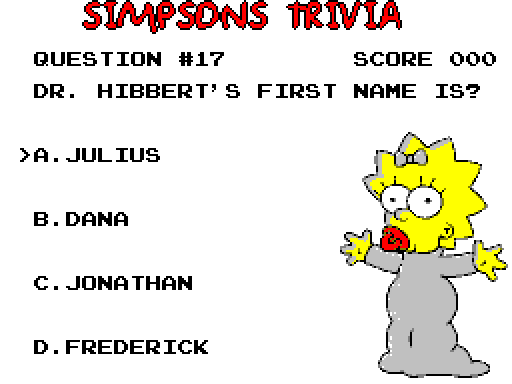 SIMPSONS TRIVIA
QUESTION #17 SCORE 000
DR. HIBBERT'S FIRST NAME IS?
>A.JULIUS
B.DANA
C.JONATHAN
D.FREDERICK